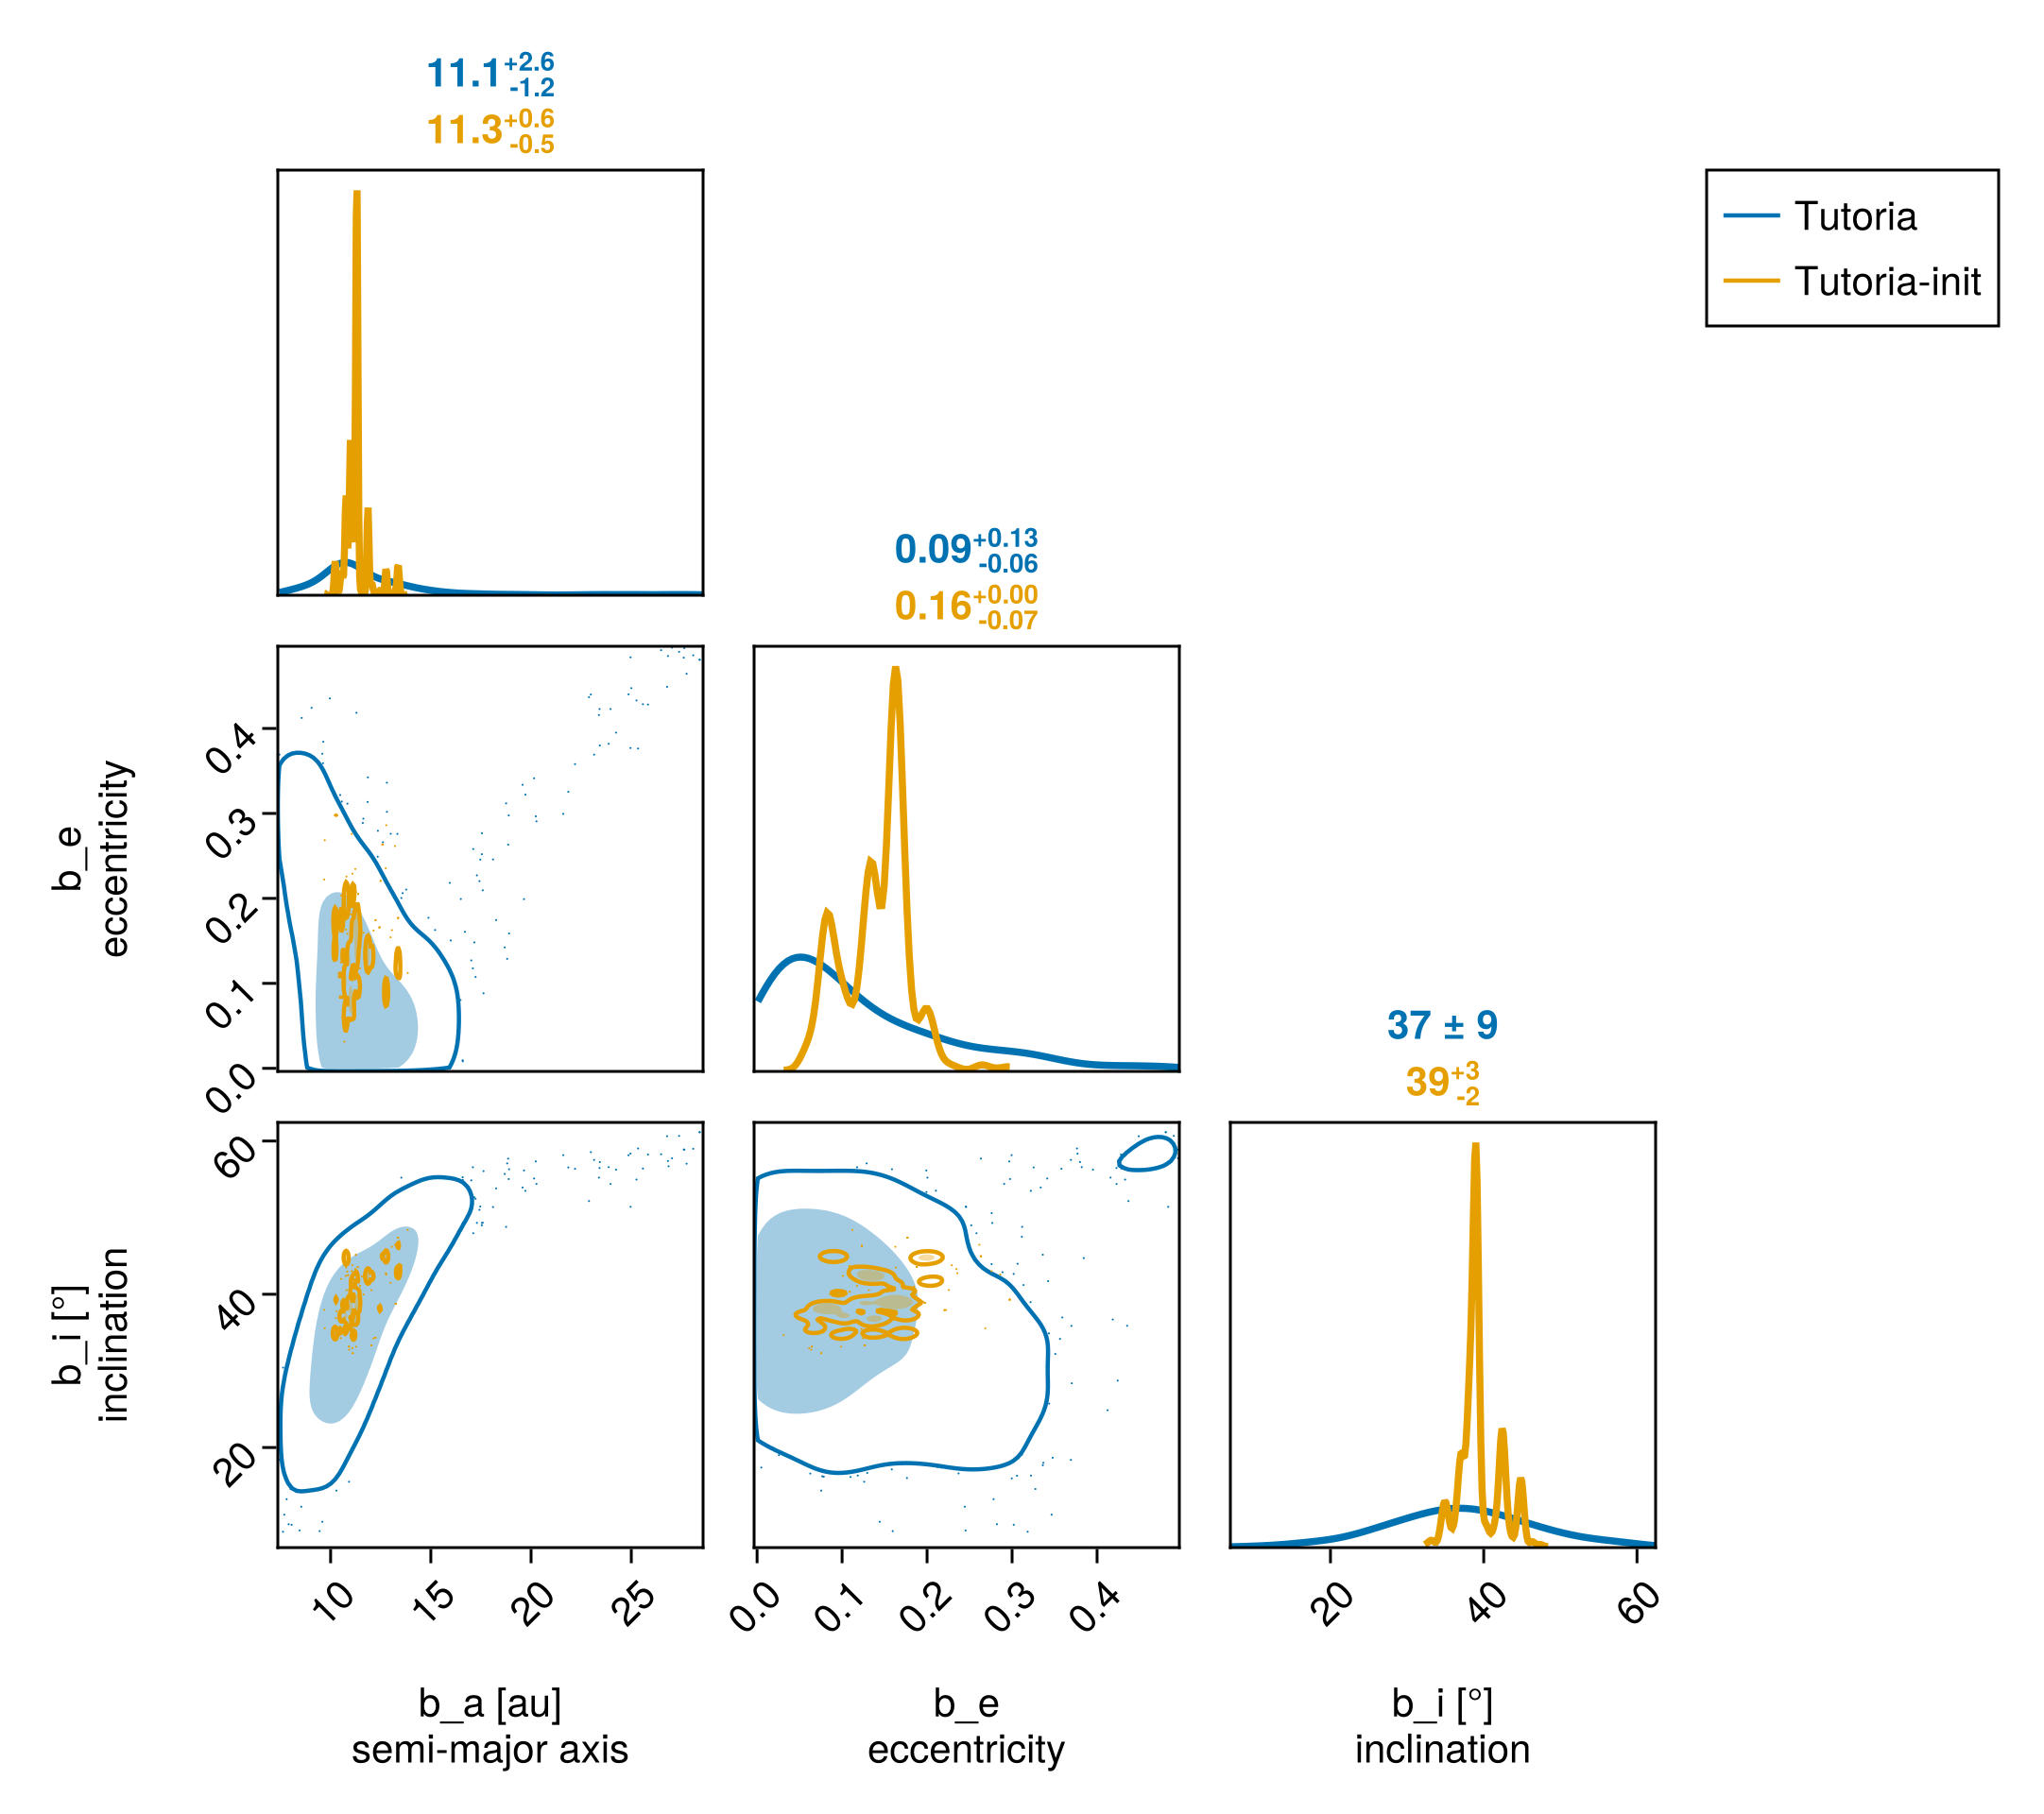 11.1+2.6 -1.2
11.3+0.6 -0.5
Tutoria
Tutoria-init
0.09+0.13 -0.06
0.16+0.00 -0.07
b_e
eccentricity
0.4
0.3
0.2
0.1
0.0
37 ± 9
39+3 -2
b_i [°]
inclination
60
40
20
10
15
20
25
0.0
0.1
0.2
0.3
0.4
20
40
60
b_a [au]
semi-major axis
b_e
eccentricity
b_i [°]
inclination